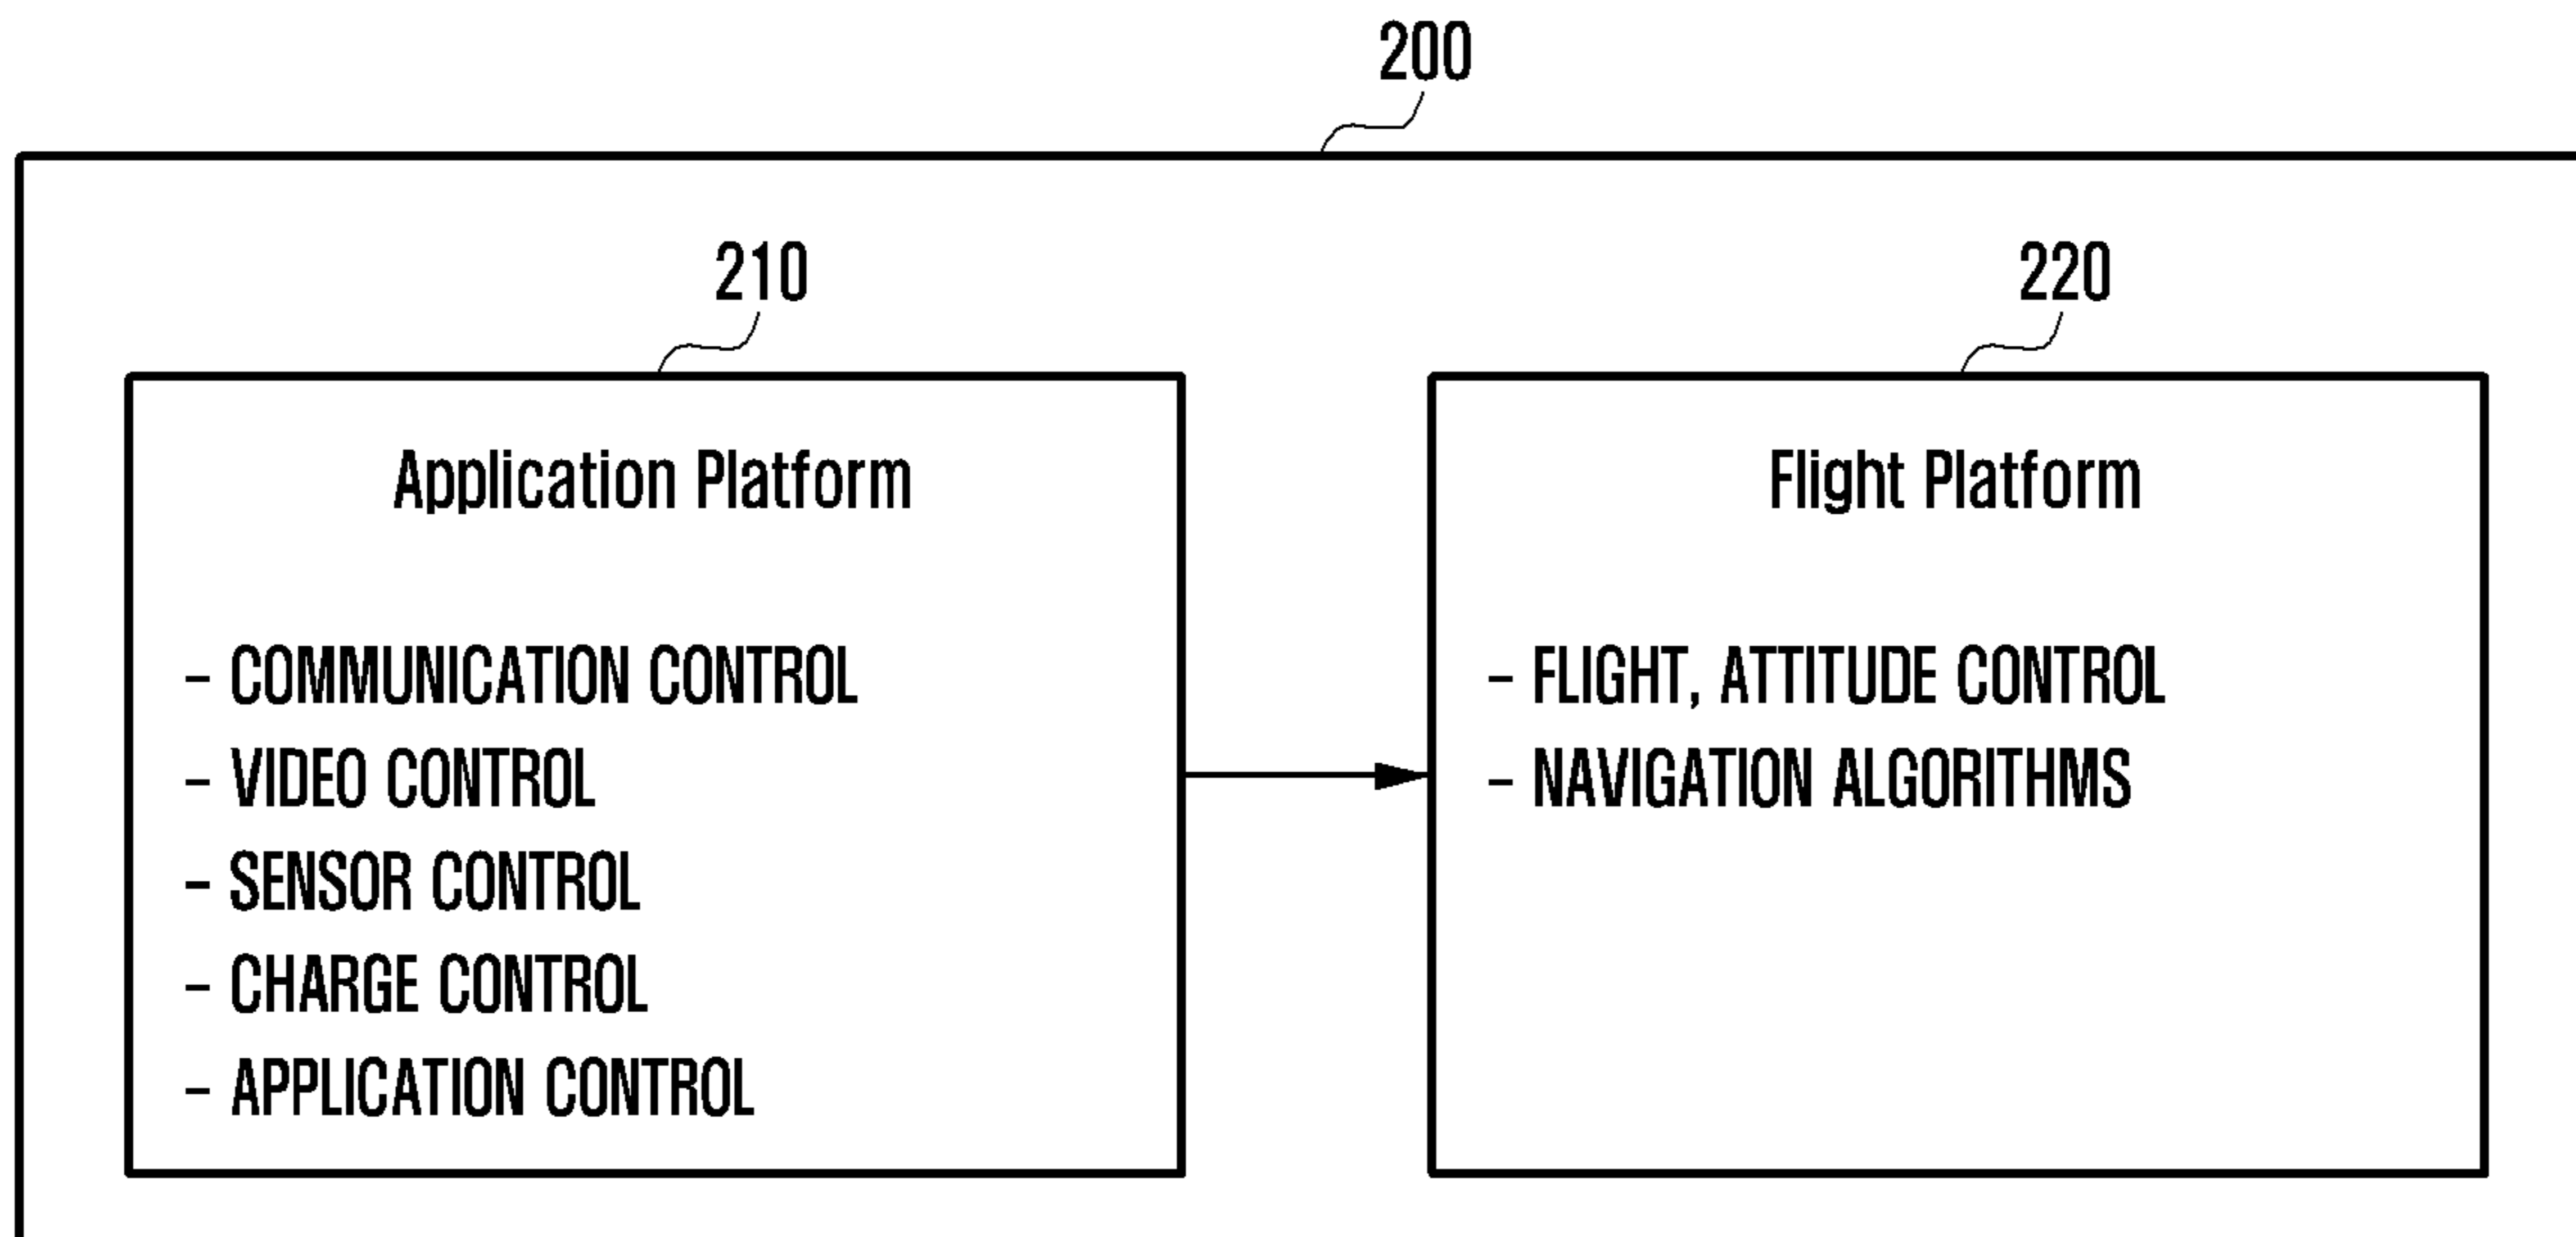 200
210
220
Application Platform
- COMMUNICATION CONTROL
- VIDEO CONTROL
- SENSOR CONTROL
- CHARGE CONTROL
- APPLICATION CONTROL
Flight Platform
- FLIGHT, ATTITUDE CONTROL
- NAVIGATION ALGORITHMS